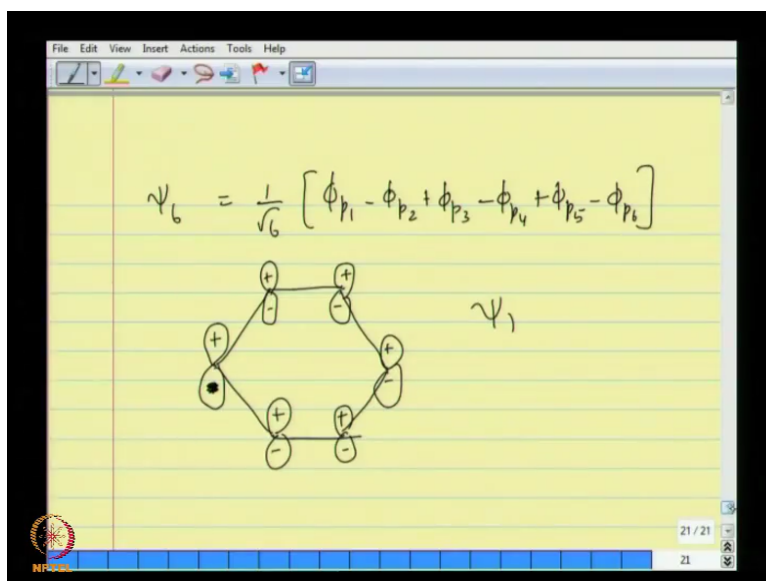 File Edit View Insert Actions Tools Help
ψ₆ = 1/√6 [ϕp₁ - ϕp₂ + ϕp₃ - ϕp₄ + ϕp₅ - ϕp₆]
+ +
- -
ψ₁
+ +
-
+ +
- -
21 / 21
21
NPTEL